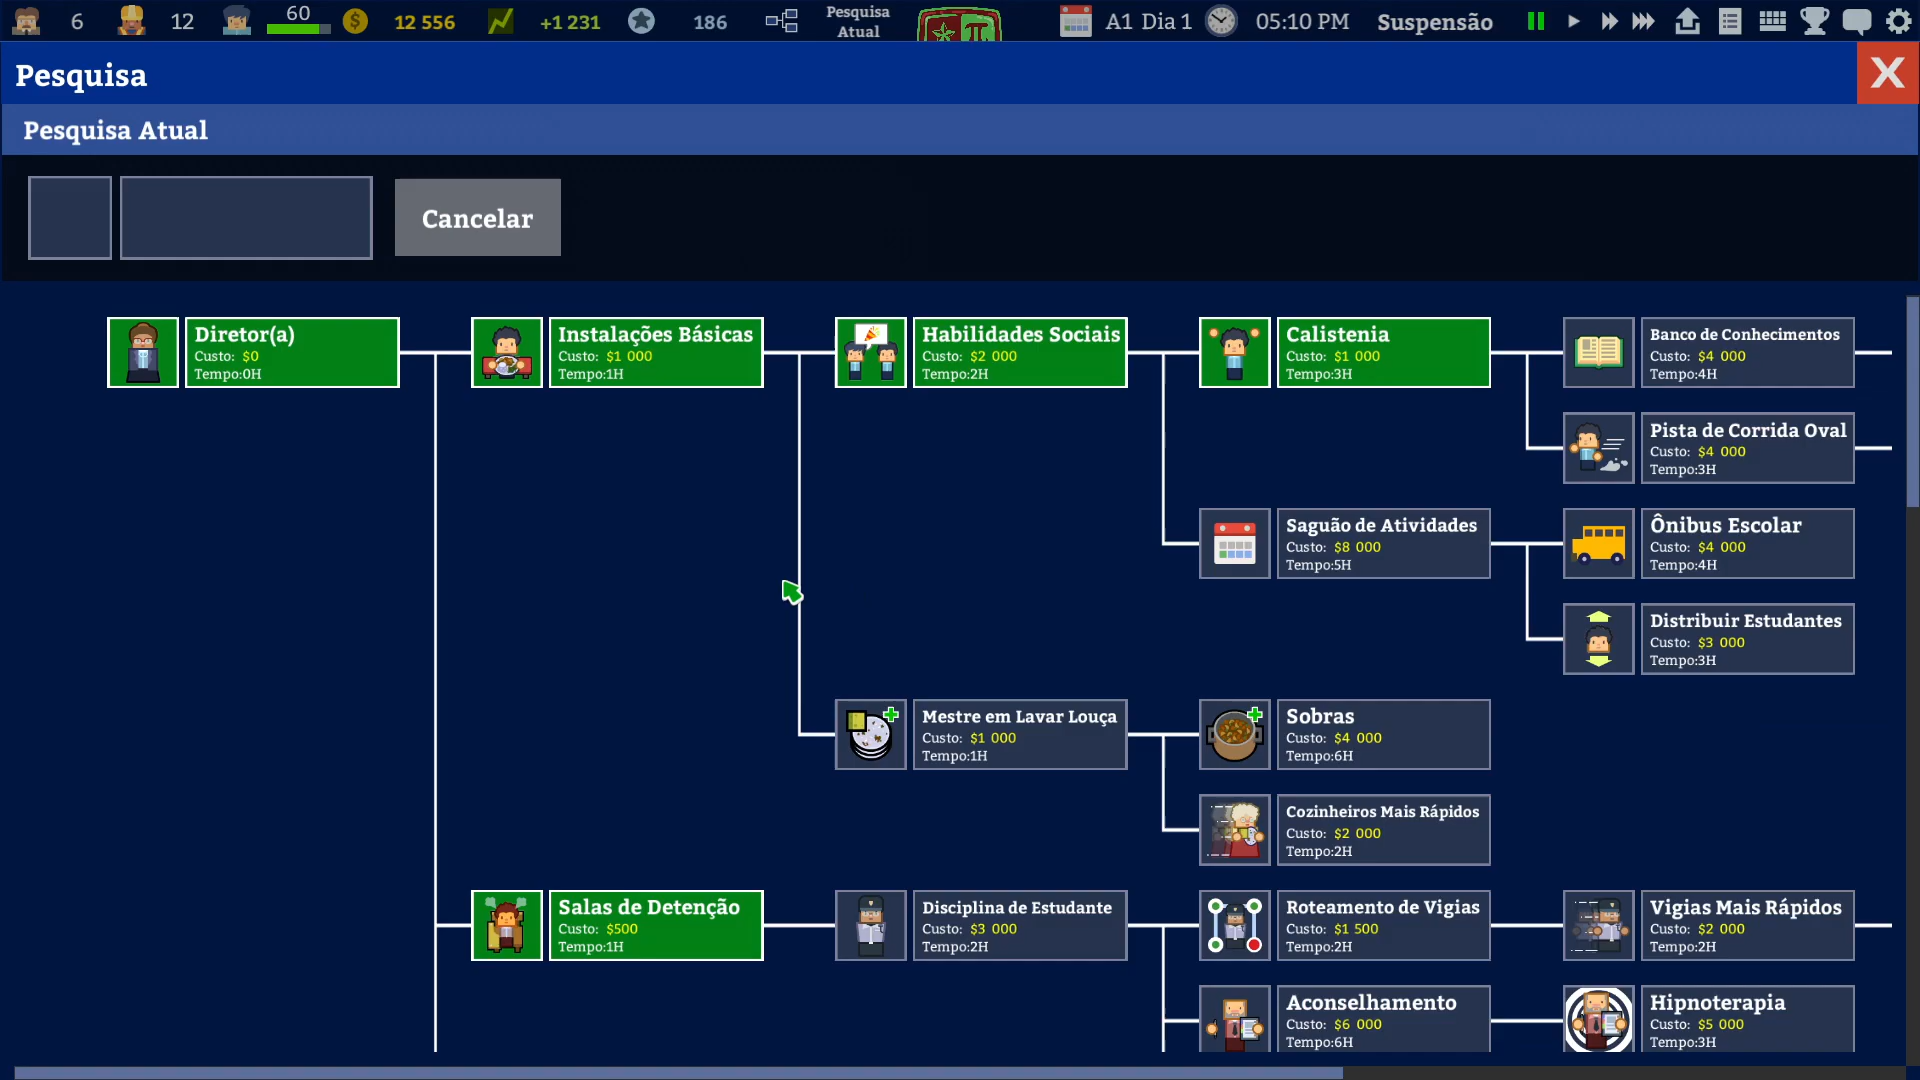 6 12 60 12 556 +1 231 186 Pesquisa Atual A1 Dia 1 05:10 PM Suspensão
Pesquisa
X
Pesquisa Atual
Cancelar
Diretor(a)
Custo: $0
Tempo:0H
Instalações Básicas
Custo: $1 000
Tempo:1H
Habilidades Sociais
Custo: $2 000
Tempo:2H
Calistenia
Custo: $1 000
Tempo:3H
Banco de Conhecimentos
Custo: $4 000
Tempo:4H
Pista de Corrida Oval
Custo: $4 000
Tempo:3H
Saguão de Atividades
Custo: $8 000
Tempo:5H
Ônibus Escolar
Custo: $4 000
Tempo:4H
Distribuir Estudantes
Custo: $3 000
Tempo:3H
Mestre em Lavar Louça
Custo: $1 000
Tempo:1H
Sobras
Custo: $4 000
Tempo:6H
Cozinheiros Mais Rápidos
Custo: $2 000
Tempo:2H
Salas de Detenção
Custo: $500
Tempo:1H
Disciplina de Estudante
Custo: $3 000
Tempo:2H
Roteamento de Vigias
Custo: $1 500
Tempo:2H
Vigias Mais Rápidos
Custo: $2 000
Tempo:2H
Aconselhamento
Custo: $6 000
Tempo:6H
Hipnoterapia
Custo: $5 000
Tempo:3H